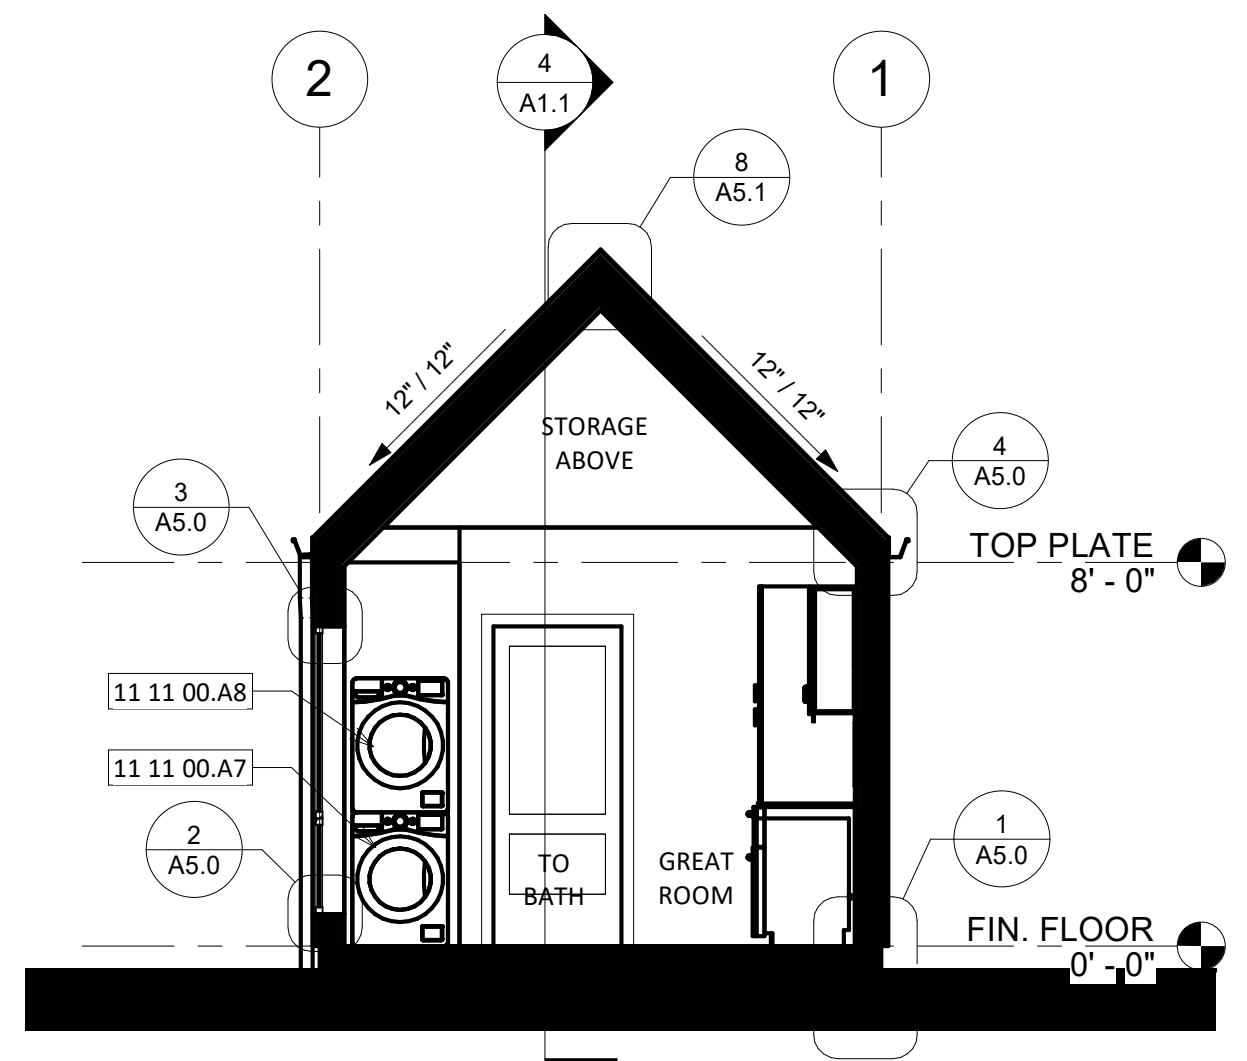 2
4
A1.1
1
8
A5.1
12" / 12"
12" / 12"
STORAGE
ABOVE
4
A5.0
3
A5.0
TOP PLATE
8' - 0"
11 11 00.A8
11 11 00.A7
2
A5.0
TO
BATH
GREAT
ROOM
1
A5.0
FIN. FLOOR
0' - 0"